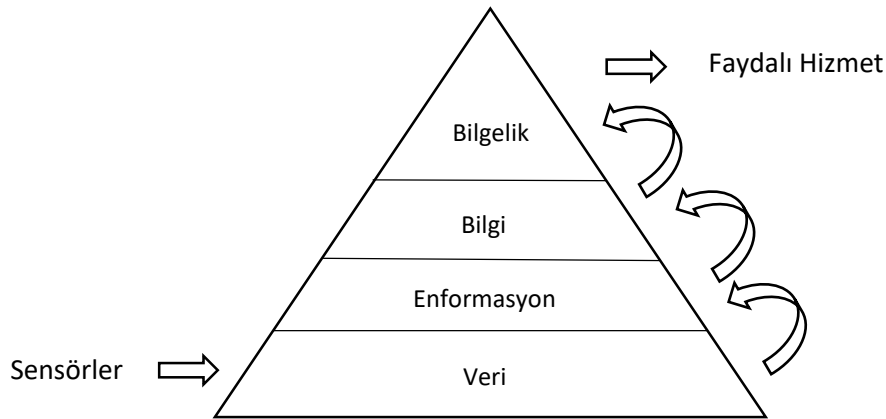 Faydalı Hizmet
Bilgelik
Bilgi
Enformasyon
Sensörler
Veri